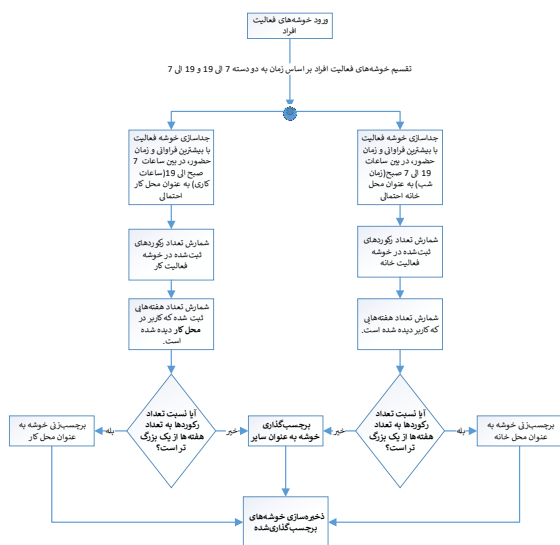 ورود خوشه‌های فعالیت
افراد
تقسیم خوشه‌های فعالیت افراد بر اساس زمان به دو دسته 7 الی 19 و 19 الی 7
جداسازی خوشه فعالیت
با بیشترین فراوانی و زمان
حضور، در بین ساعات
19 الی 7 صبح(زمان
شب) به عنوان محل
خانه احتمالی
جداسازی خوشه فعالیت
با بیشترین فراوانی و زمان
حضور، در بین ساعات 7
صبح الی 19(ساعات
کاری) به عنوان محل کار
احتمالی
شمارش تعداد رکوردهای
ثبت‌شده در خوشه
فعالیت خانه
شمارش تعداد رکوردهای
ثبت‌شده در خوشه
فعالیت کار
شمارش تعداد هفته‌هایی
که کاربر دیده شده است.
شمارش تعداد هفته‌هایی
ثبت شده که کاربر در
محل کار دیده شده
است.
آیا نسبت تعداد
رکوردها به تعداد
هفته‌ها از یک بزرگ
تر است؟
آیا نسبت تعداد
رکوردها به تعداد
هفته‌ها از یک بزرگ
تر است؟
بله
خیر
خیر
بله
برچسب‌زنی خوشه به
عنوان محل خانه
برچسب‌گذاری
خوشه به عنوان سایر
برچسب‌زنی خوشه به
عنوان محل کار
ذخیره‌سازی خوشه‌های
برچسب‌گذاری‌شده